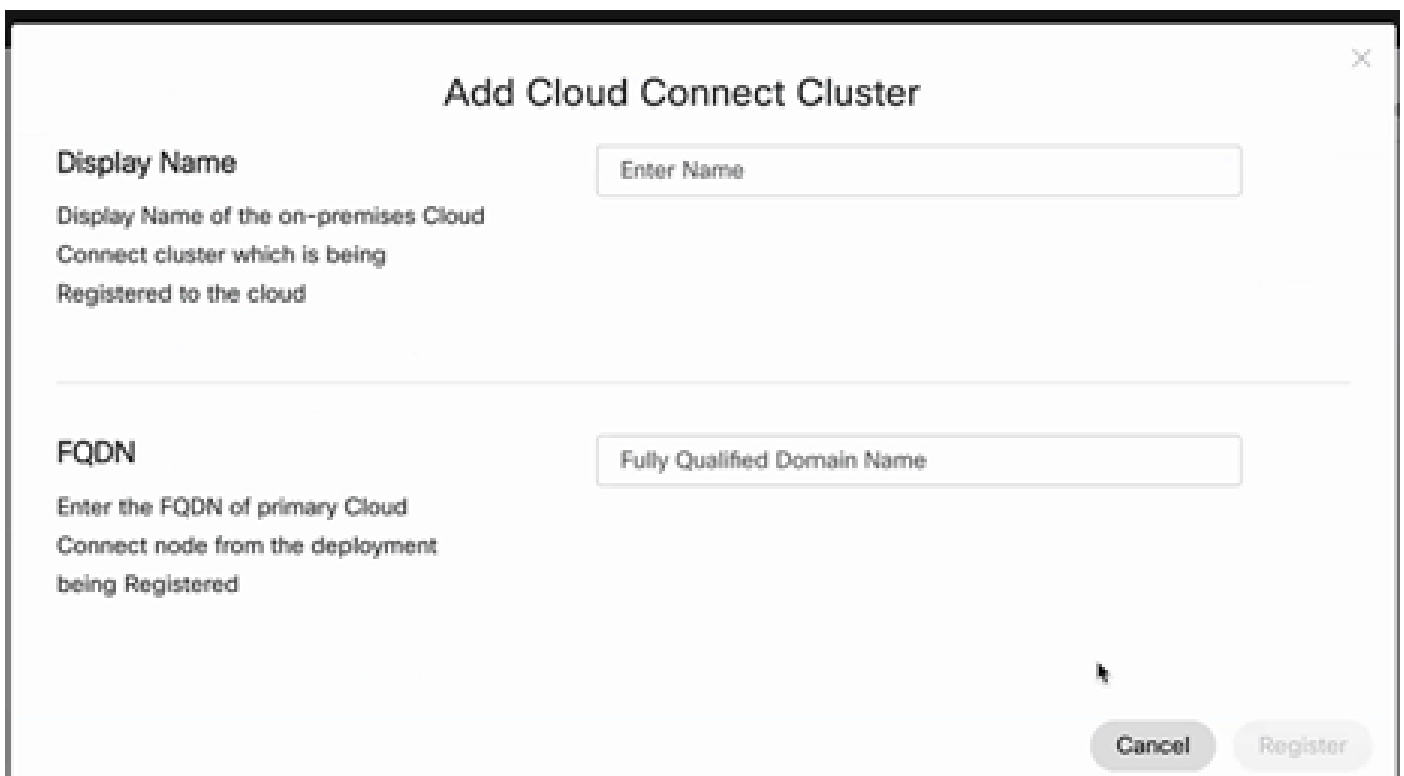 Add Cloud Connect Cluster
Display Name
Enter Name
Display Name of the on-premises Cloud
Connect cluster which is being
Registered to the cloud
FQDN
Fully Qualified Domain Name
Enter the FQDN of primary Cloud
Connect node from the deployment
being Registered
Cancel
Register